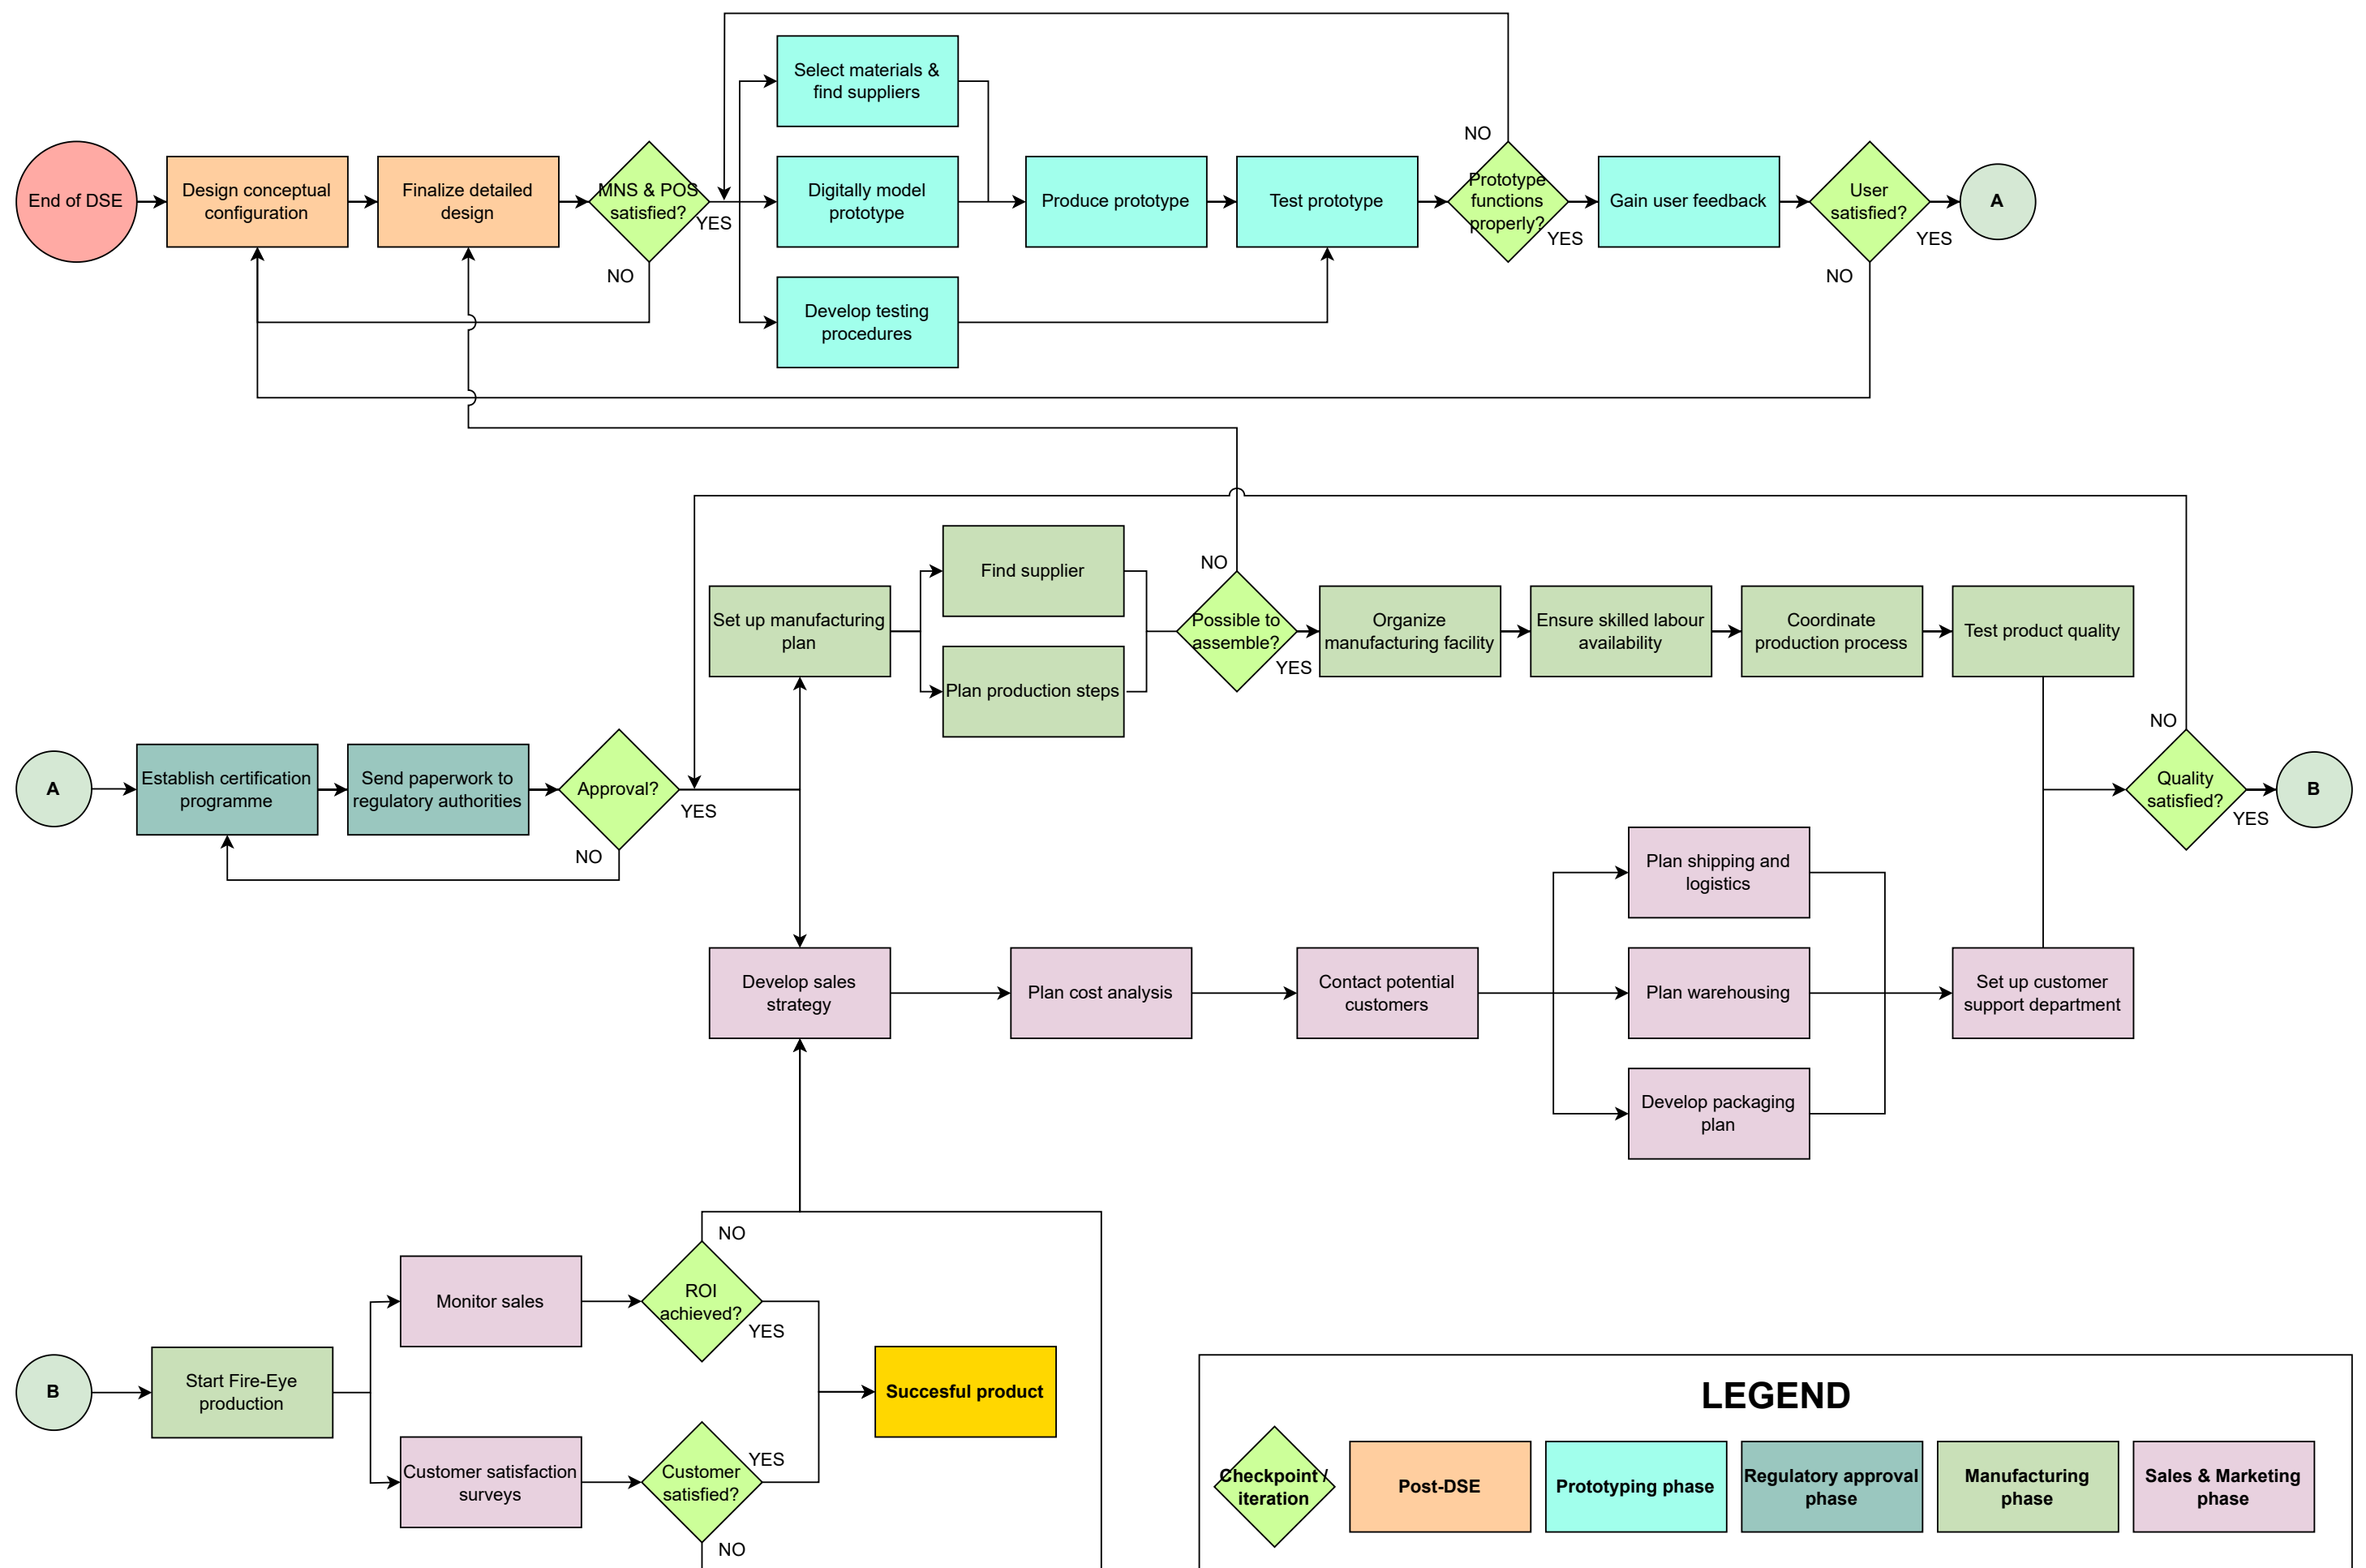 Select materials &
find suppliers
NO
End of DSE
Design conceptual
configuration
Finalize detailed
design
MNS & POS
satisfied?
YES
NO
Digitally model
prototype
Produce prototype
Test prototype
Prototype
functions
properly?
YES
Gain user feedback
User
satisfied?
YES
NO
A
Develop testing
procedures
Find supplier
NO
Set up manufacturing
plan
Plan production steps
Possible to
assemble?
YES
Organize
manufacturing facility
Ensure skilled labour
availability
Coordinate
production process
Test product quality
NO
A
Establish certification
programme
Send paperwork to
regulatory authorities
Approval?
YES
NO
Quality
satisfied?
YES
B
Plan shipping and
logistics
Develop sales
strategy
Plan cost analysis
Contact potential
customers
Plan warehousing
Set up customer
support department
Develop packaging
plan
NO
Monitor sales
ROI
achieved?
YES
B
Start Fire-Eye
production
Succesful product
Customer satisfaction
surveys
Customer
satisfied?
YES
NO
LEGEND
Checkpoint /
iteration
Post-DSE
Prototyping phase
Regulatory approval
phase
Manufacturing
phase
Sales & Marketing
phase